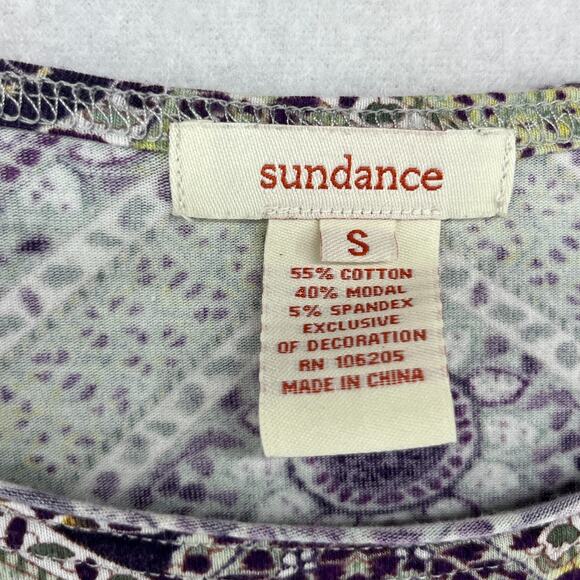 sundance
S
55% COTTON
40% MODAL
5% SPANDEX
EXCLUSIVE
OF DECORATION
RN 106205
MADE IN CHINA